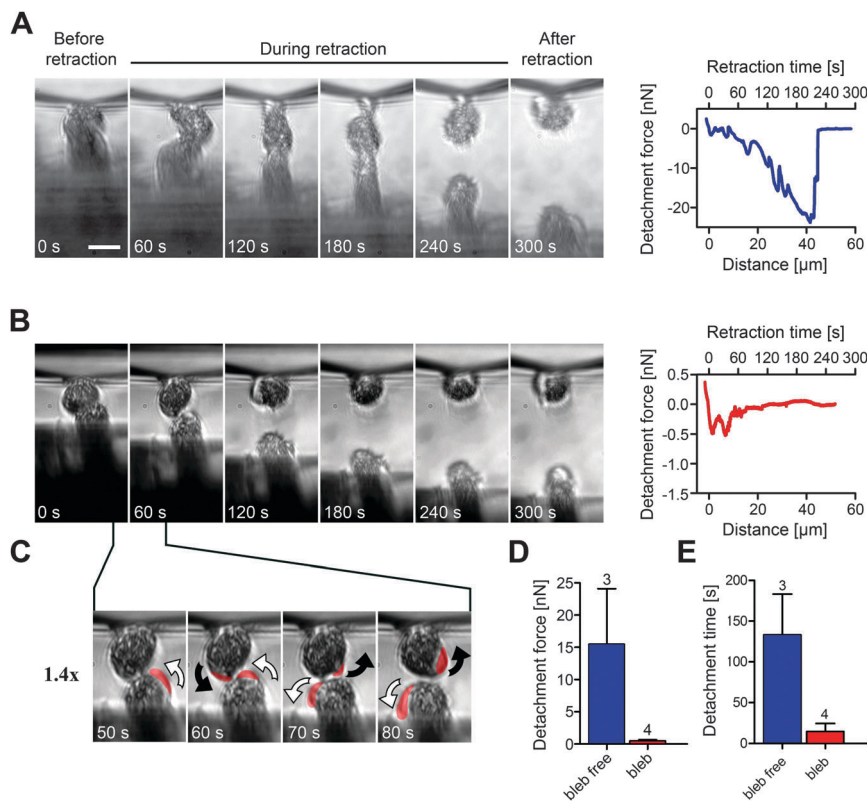 A
Before
retraction
During retraction
After
retraction
0 s
60 s
120 s
180 s
240 s
300 s
Retraction time [s]
0 60 120 180 240 300
Detachment force [nN]
0
-10
-20
0 20 40 60
Distance [µm]
B
0 s
60 s
120 s
180 s
240 s
300 s
Retraction time [s]
0 60 120 180 240 300
Detachment force [nN]
0.5
0.0
-0.5
-1.0
-1.5
0 20 40 60
Distance [µm]
C
1.4x
50 s
60 s
70 s
80 s
D
Detachment force [nN]
25
20
15
10
5
0
3
4
bleb free
bleb
E
Detachment time [s]
200
150
100
50
0
3
4
bleb free
bleb